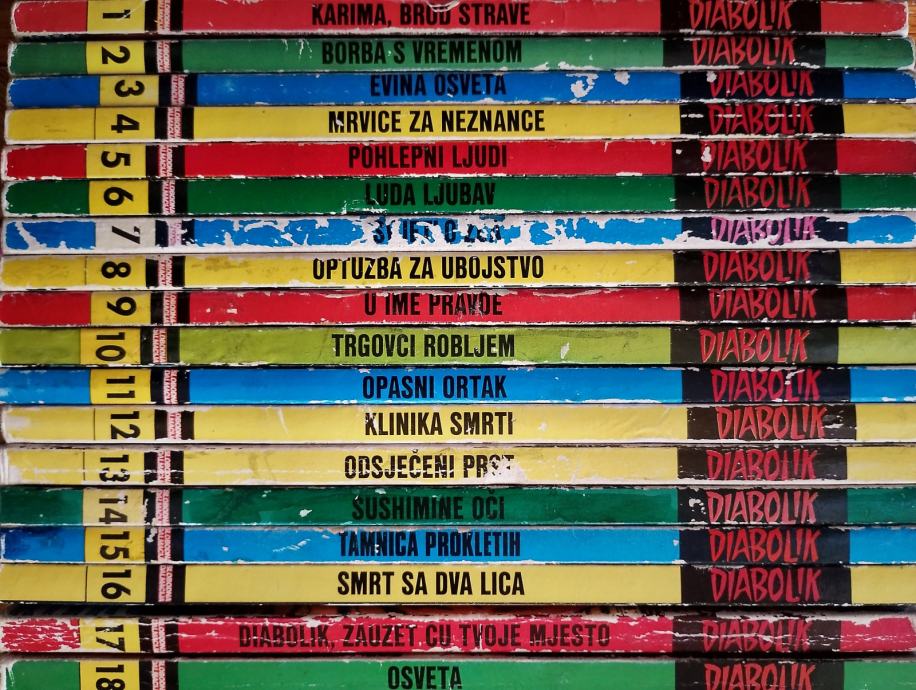 1 KARIMA, BROD STRAVE DIABOLIK
2 BORBA S VREMENOM DIABOLIK
3 EVINA OSVETA DIABOLIK
4 MRVICE ZA NEZNANCE DIABOLIK
5 POHLEPNI LJUDI DIABOLIK
6 LUDA LJUBAV DIABOLIK
7 DIABOLIK
8 OPTUZBA ZA UBOJSTVO DIABOLIK
9 U IME PRAVDE DIABOLIK
10 TRGOVCI ROBLJEM DIABOLIK
11 OPASNI ORTAK DIABOLIK
12 KLINIKA SMRTI DIABOLIK
13 ODSJEČENI PRST DIABOLIK
14 SUSHIMINE OČI DIABOLIK
15 TAMNICA PROKLETIH DIABOLIK
16 SMRT SA DVA LICA DIABOLIK
17 DIABOLIK, ZAUZET ĆU TVOJE MJESTO DIABOLIK
18 OSVETA DIABOLIK